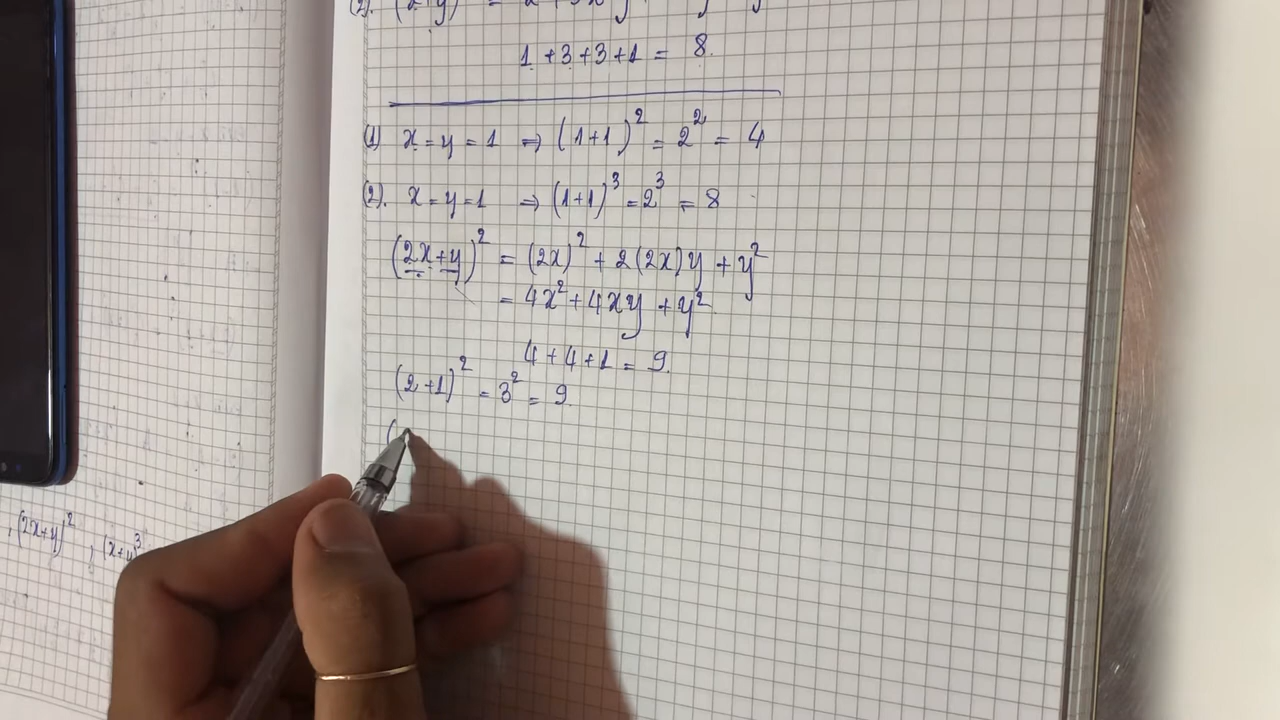 1 + 3 + 3 + 1 = 8.
(1) x = y = 1 ⇒ (1+1)² = 2² = 4
(2). x = y = 1 ⇒ (1+1)³ = 2³ = 8
(2x+y)² = (2x)² + 2(2x)y + y²
= 4x² + 4xy + y²
4 + 4 + 1 = 9.
(2+1)² = 3² = 9.
(
, (2x+y)² , (x+y)³